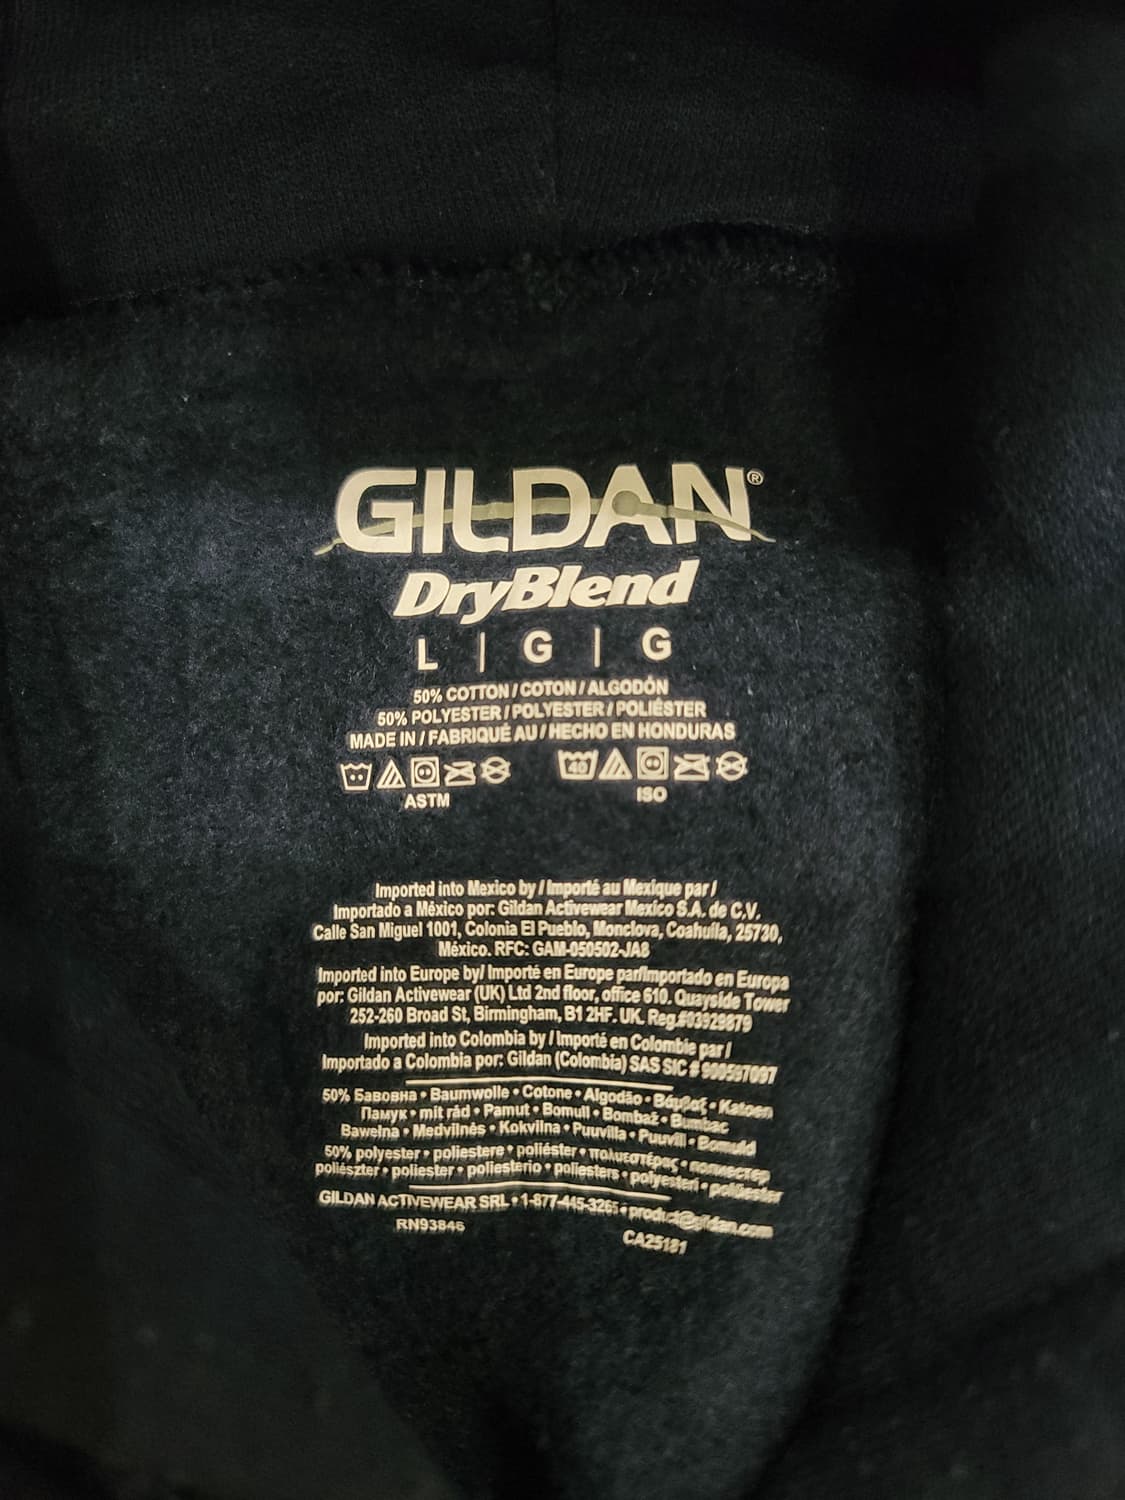 GILDAN®
DryBlend
L | G | G
50% COTTON / COTON / ALGODÓN
50% POLYESTER / POLYESTER / POLIÉSTER
MADE IN / FABRIQUÉ AU / HECHO EN HONDURAS
40
ASTM ISO
Imported into Mexico by / Importé au Mexique par /
Importado a México por: Gildan Activewear Mexico S.A. de C.V.
Calle San Miguel 1001, Colonia El Pueblo, Monclova, Coahulla, 25730,
México. RFC: GAM-050502-JA8
Imported into Europe by/ Importé en Europe par/Importado en Europa
por: Gildan Activewear (UK) Ltd 2nd floor, office 610. Quayside Tower
252-260 Broad St, Birmingham, B1 2HF. UK. Reg.#03929879
Imported into Colombia by / Importé en Colombie par /
Importado a Colombia por: Gildan (Colombia) SAS SIC # 900597097
50% Бавовна • Baumwolle • Cotone • Algodão • Βάμβαξ • Katoen
Памук • mit rád • Pamut • Bomull • Bombaž • Bumbac
Bawełna • Medvilnės • Kokvilna • Puuvilla • Puuvill • Bomuld
50% polyester • poliestere • poliéster • πολυεστέρας • полиестер
poliészter • poliester • poliesterio • poliesters • polyesteri • polüester
GILDAN ACTIVEWEAR SRL • 1-877-445-3265 • product@gildan.com
RN93846 CA25181